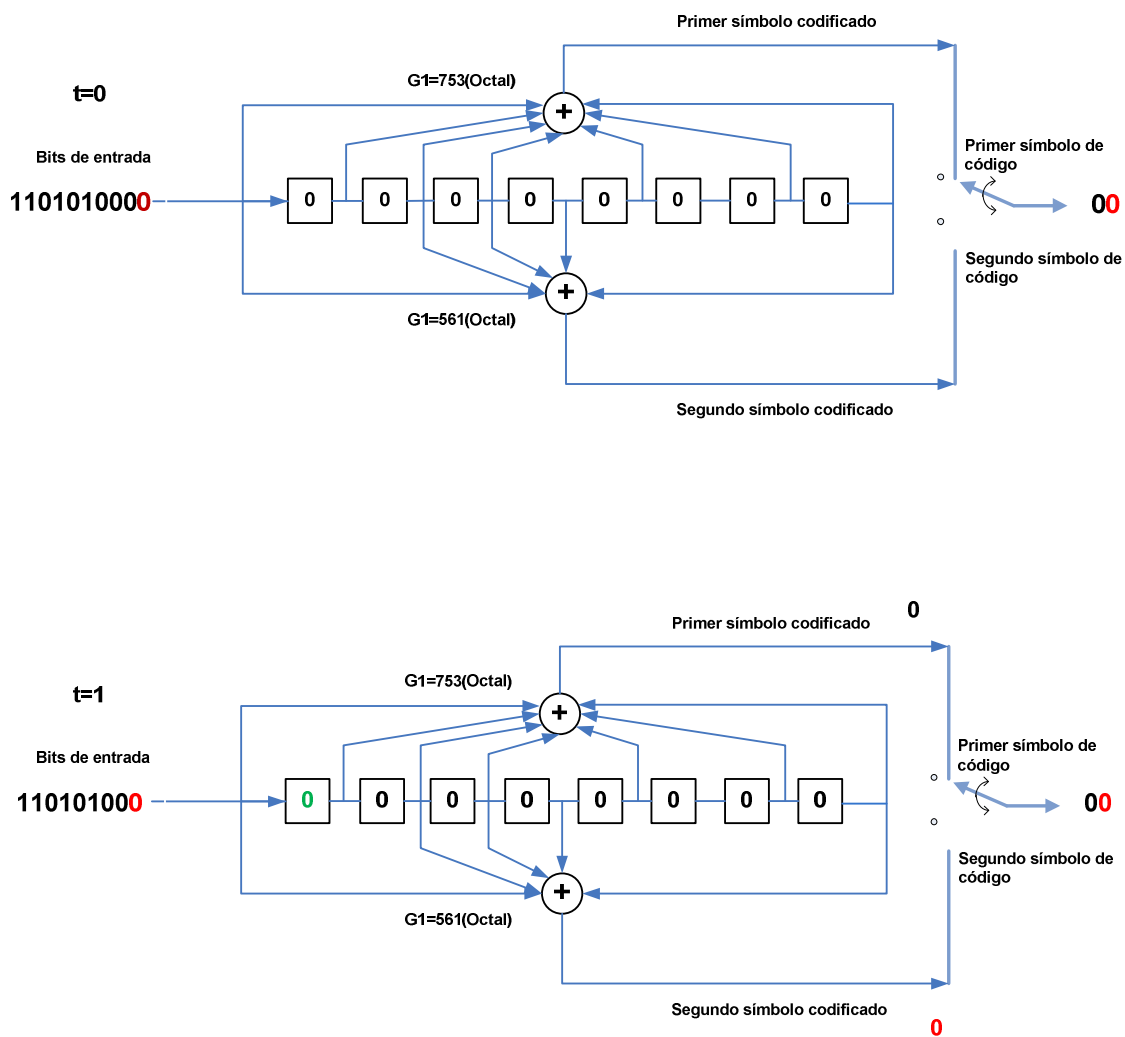 Primer símbolo codificado
G1=753(Octal)
t=0
+
Bits de entrada
Primer símbolo de
código
1101010000
0 0 0 0 0 0 0 0
00
Segundo símbolo de
código
+
G1=561(Octal)
Segundo símbolo codificado
0
Primer símbolo codificado
G1=753(Octal)
t=1
+
Bits de entrada
Primer símbolo de
código
110101000
0 0 0 0 0 0 0 0
00
Segundo símbolo de
código
+
G1=561(Octal)
Segundo símbolo codificado
0